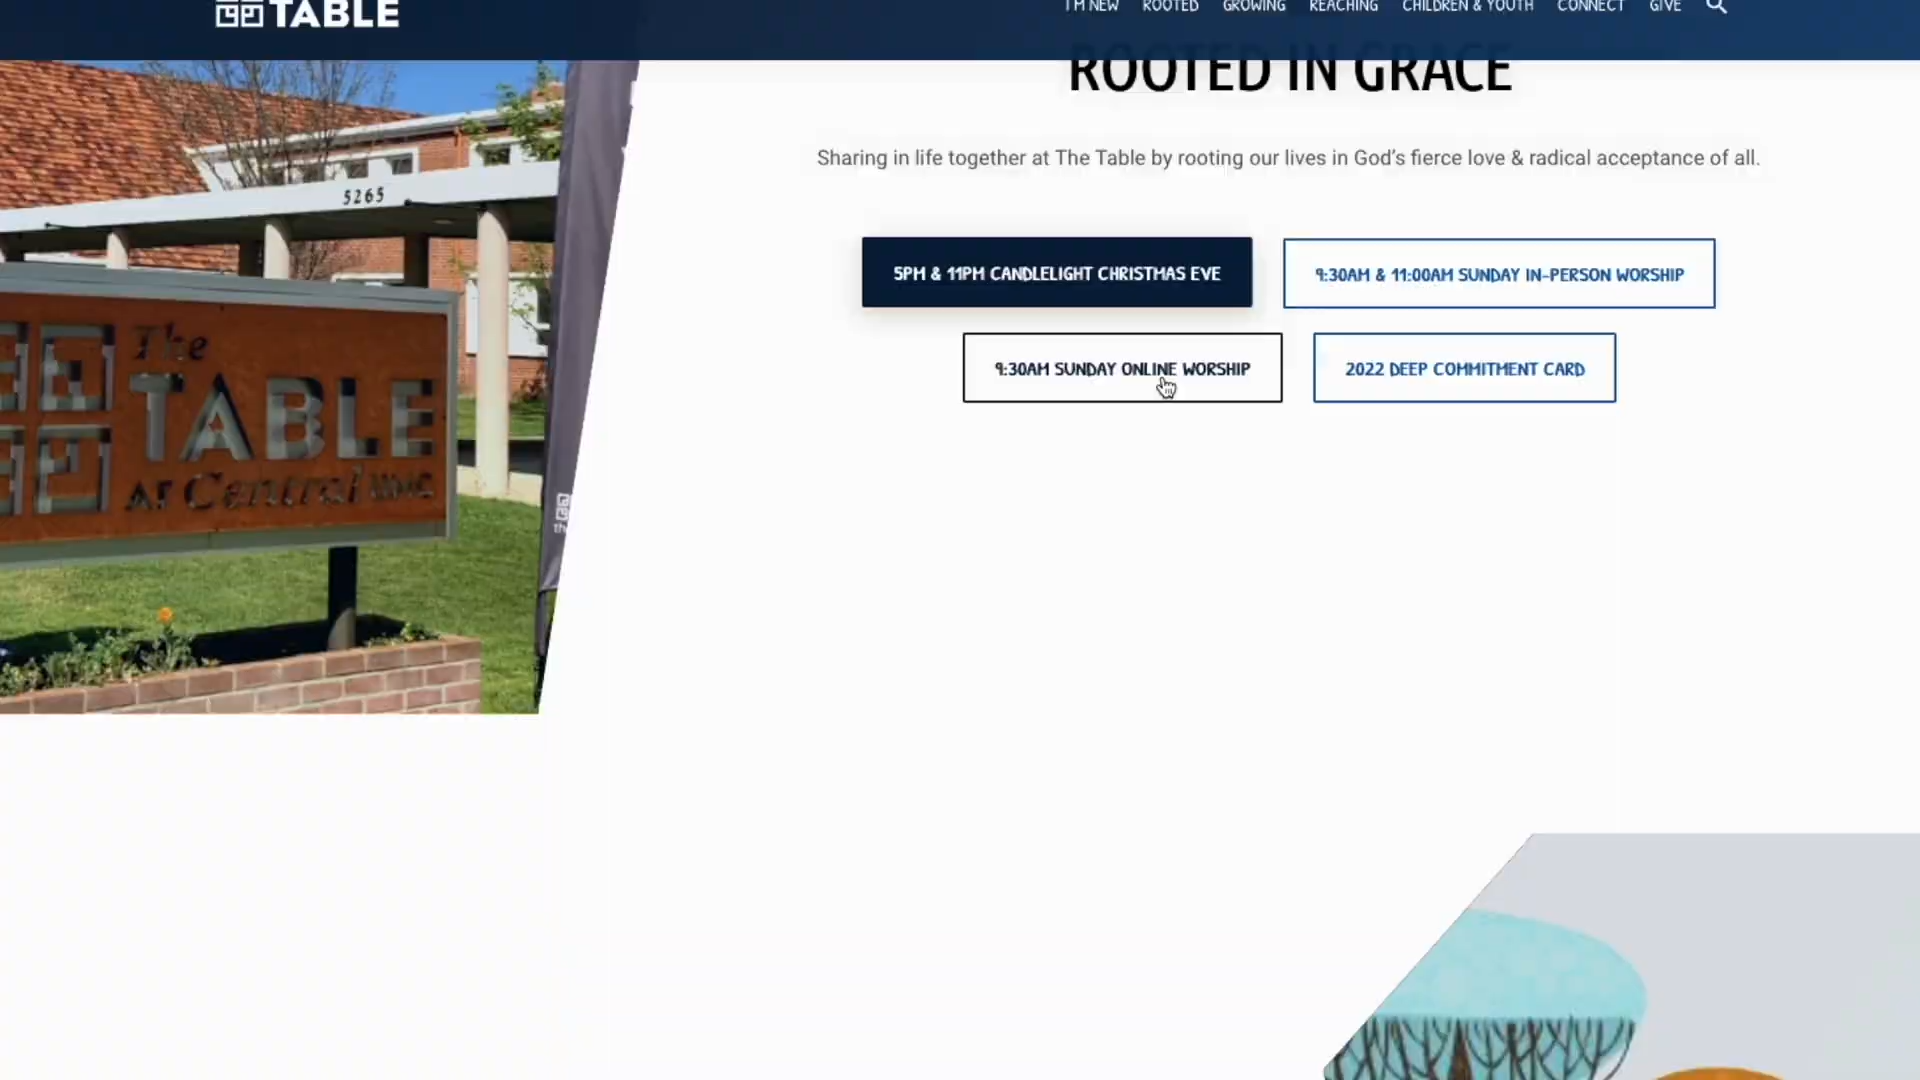 TABLE
I'M NEW ROOTED GROWING REACHING CHILDREN & YOUTH CONNECT GIVE
ROOTED IN GRACE
Sharing in life together at The Table by rooting our lives in God's fierce love & radical acceptance of all.
5PM & 11PM CANDLELIGHT CHRISTMAS EVE
9:30AM & 11:00AM SUNDAY IN-PERSON WORSHIP
9:30AM SUNDAY ONLINE WORSHIP
2022 DEEP COMMITMENT CARD
5265
The
TABLE
AT Central UMC